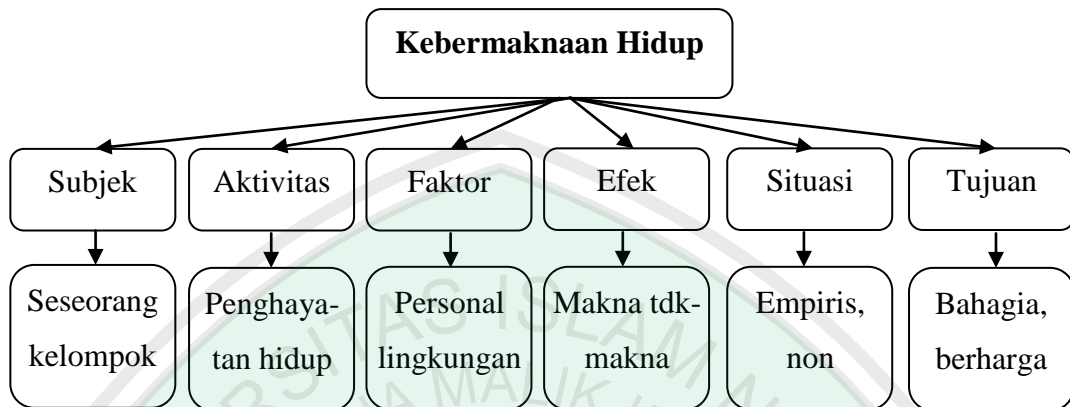 Kebermaknaan Hidup
Subjek
Aktivitas
Faktor
Efek
Situasi
Tujuan
Seseorang
kelompok
Penghaya-
tan hidup
Personal
lingkungan
Makna tdk-
makna
Empiris,
non
Bahagia,
berharga